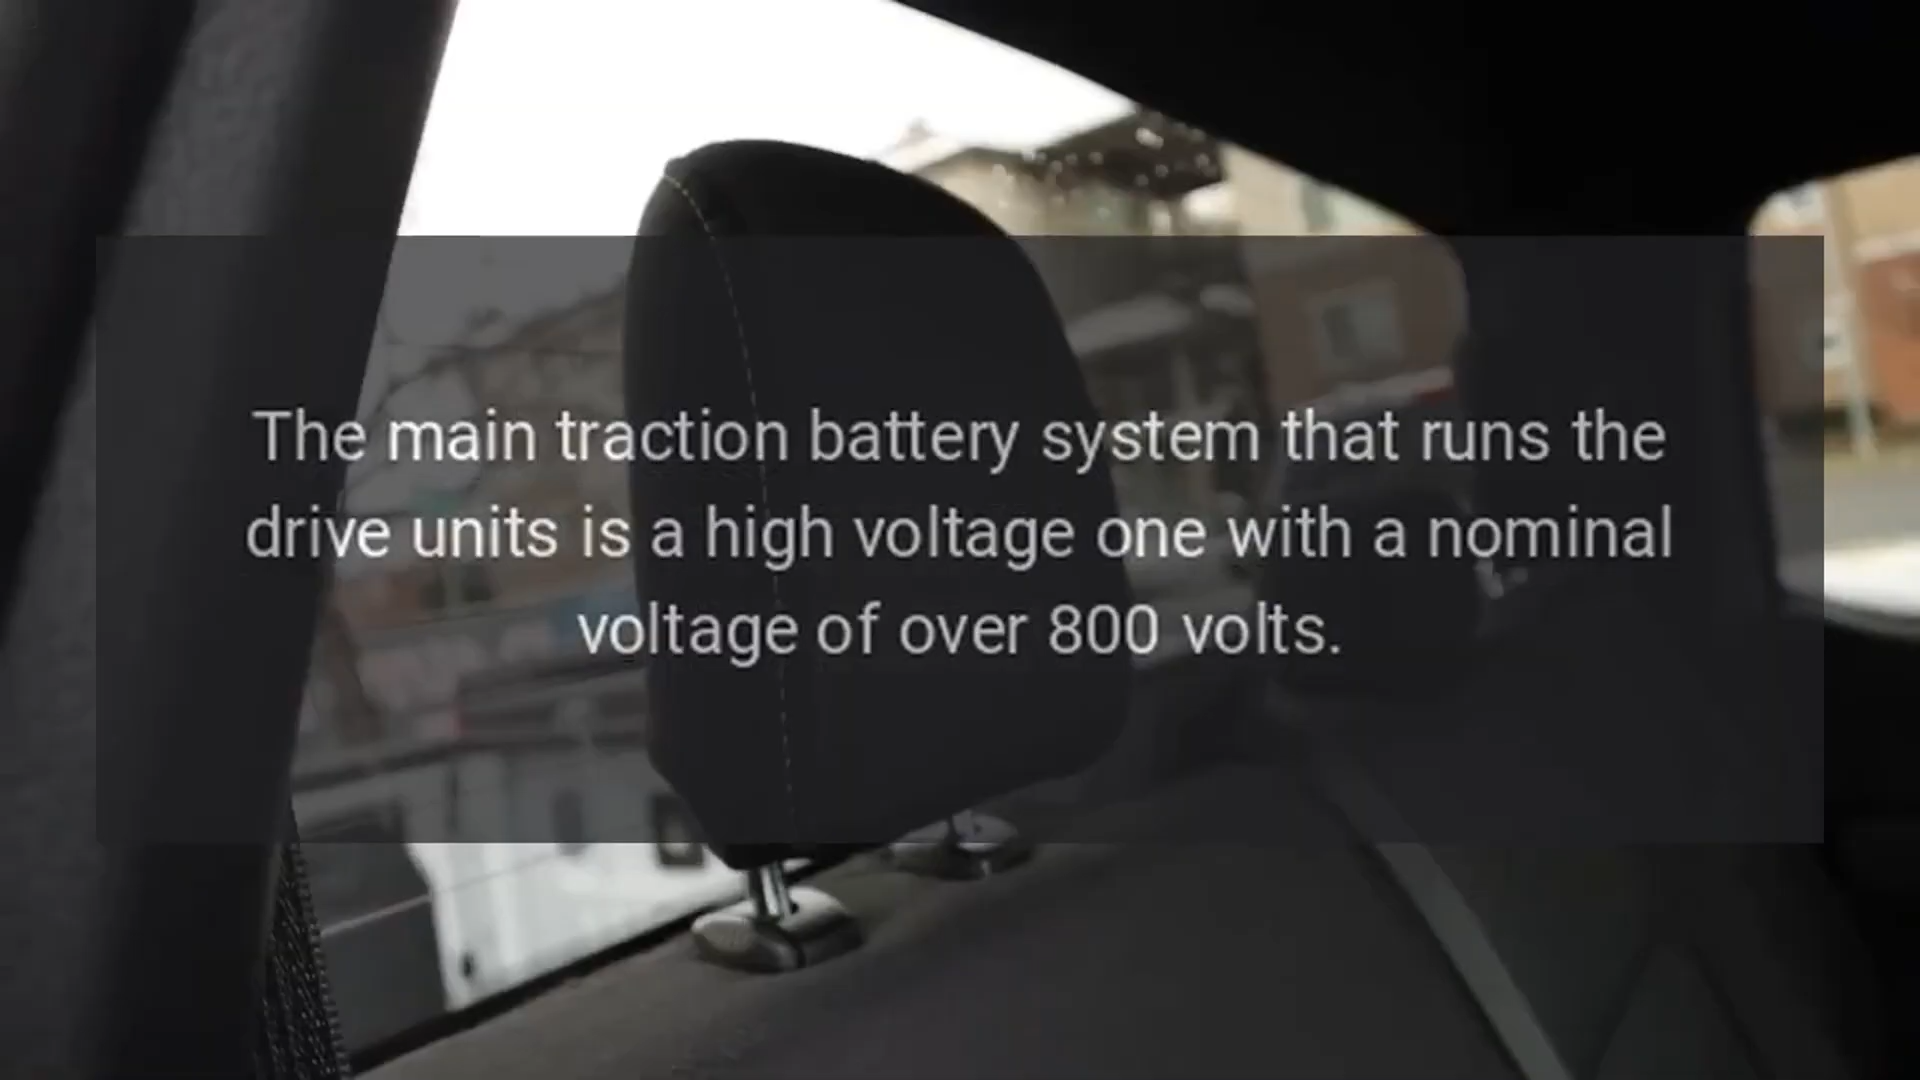 The main traction battery system that runs the
drive units is a high voltage one with a nominal
voltage of over 800 volts.